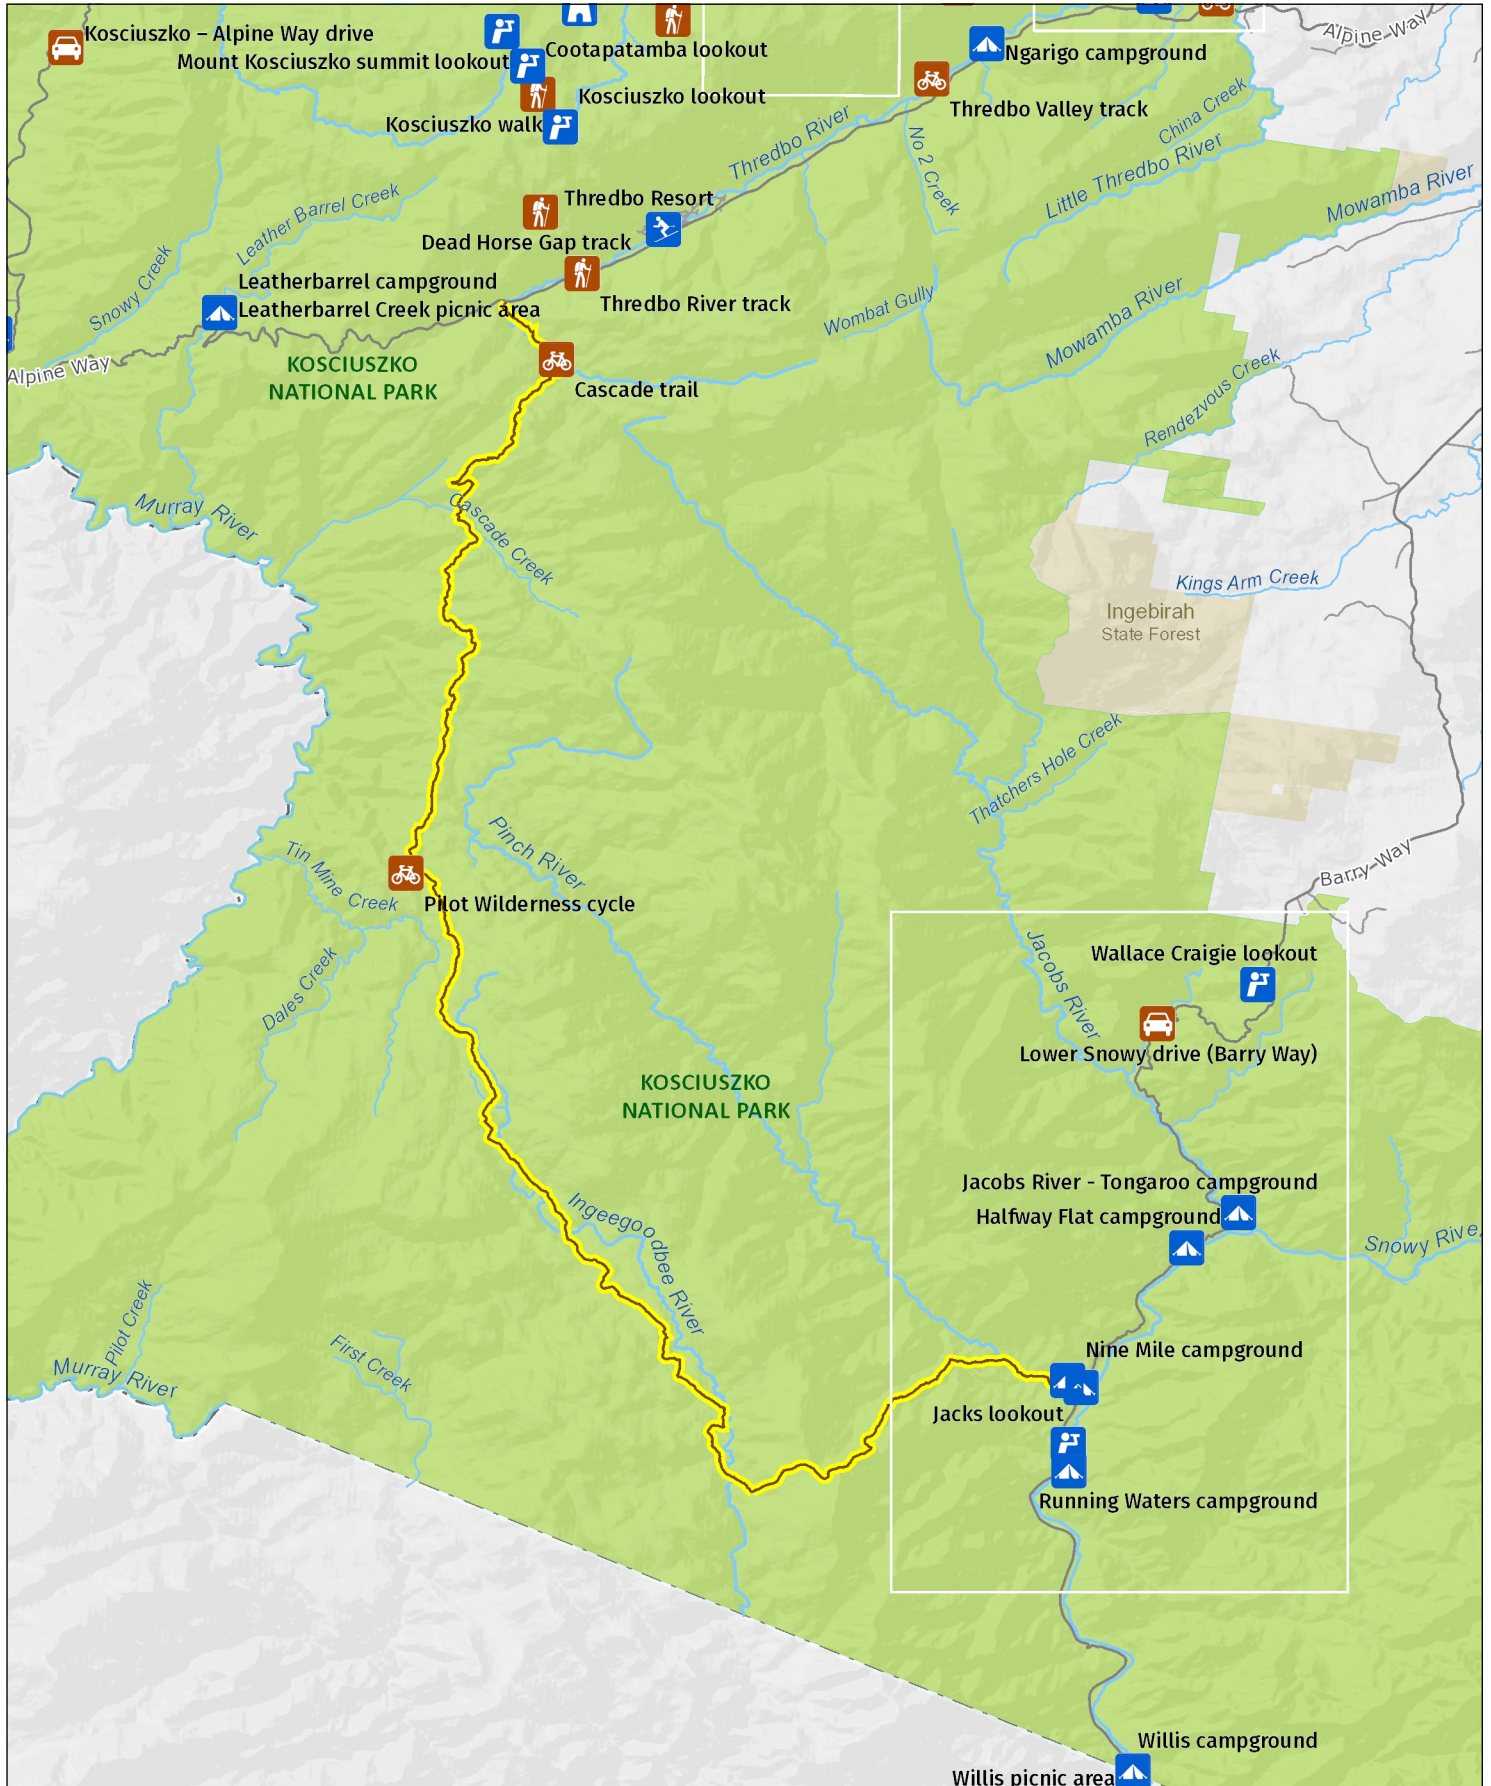 Kosciuszko – Alpine Way drive
Mount Kosciuszko summit lookout
Cootapatamba lookout
Kosciuszko lookout
Kosciuszko walk
Ngarigo campground
Thredbo Valley track
Alpine Way
China Creek
Little Thredbo River
Mowamba River
Thredbo River
No 2 Creek
Leather Barrel Creek
Snowy Creek
Thredbo Resort
Dead Horse Gap track
Thredbo River track
Leatherbarrel campground
Leatherbarrel Creek picnic area
Wombat Gully
Mowamba River
Alpine Way
KOSCIUSZKO
NATIONAL PARK
Cascade trail
Rendezvous Creek
Murray River
Cascade Creek
Kings Arm Creek
Ingebirah
State Forest
Thatchers Hole Creek
Pinch River
Tin Mine Creek
Barry Way
Pilot Wilderness cycle
Dales Creek
Jacobs River
Wallace Craigie lookout
Lower Snowy drive (Barry Way)
KOSCIUSZKO
NATIONAL PARK
Jacobs River - Tongaroo campground
Halfway Flat campground
Ingeegoodbee River
Snowy Rive
Pilot Creek
First Creek
Murray River
Nine Mile campground
Jacks lookout
Running Waters campground
Willis campground
Willis picnic area